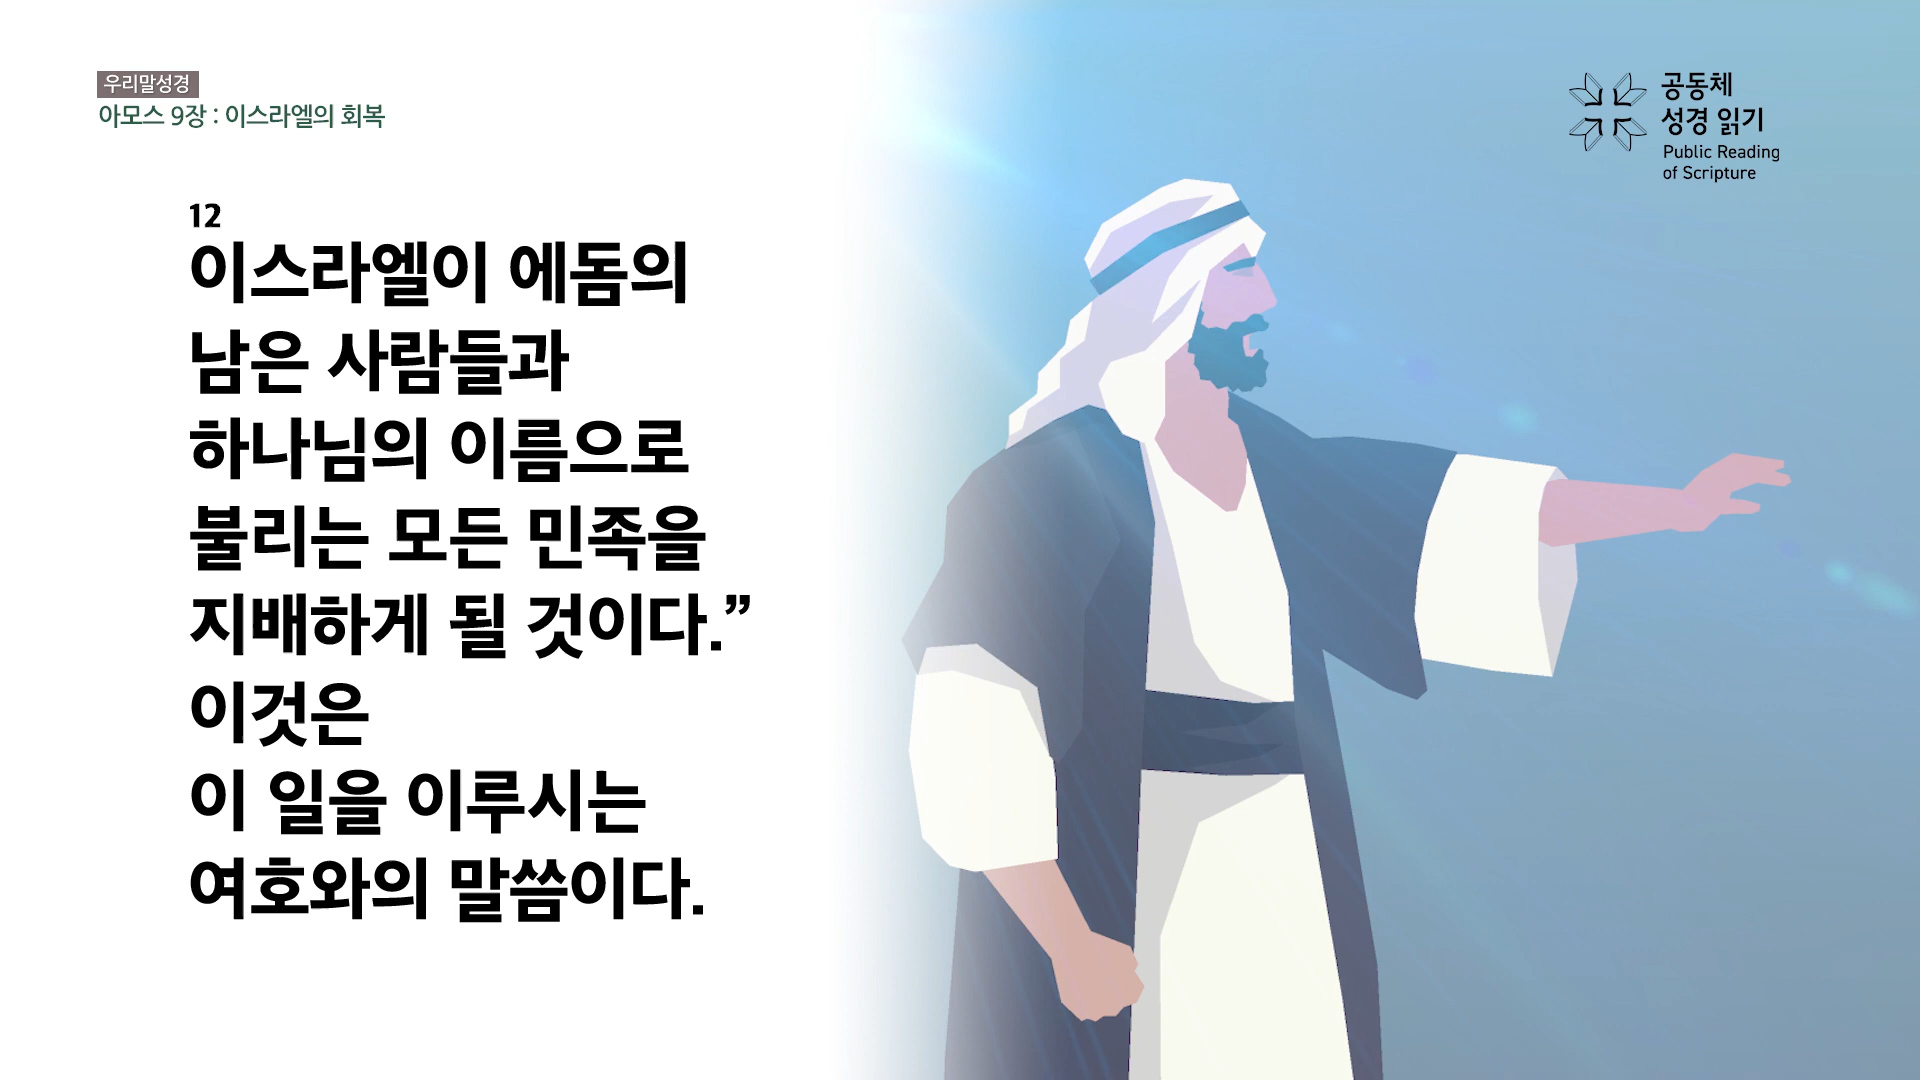 우리말성경
아모스 9장 : 이스라엘의 회복
공동체
성경 읽기
Public Reading
of Scripture
12
이스라엘이 에돔의
남은 사람들과
하나님의 이름으로
불리는 모든 민족을
지배하게 될 것이다.”
이것은
이 일을 이루시는
여호와의 말씀이다.